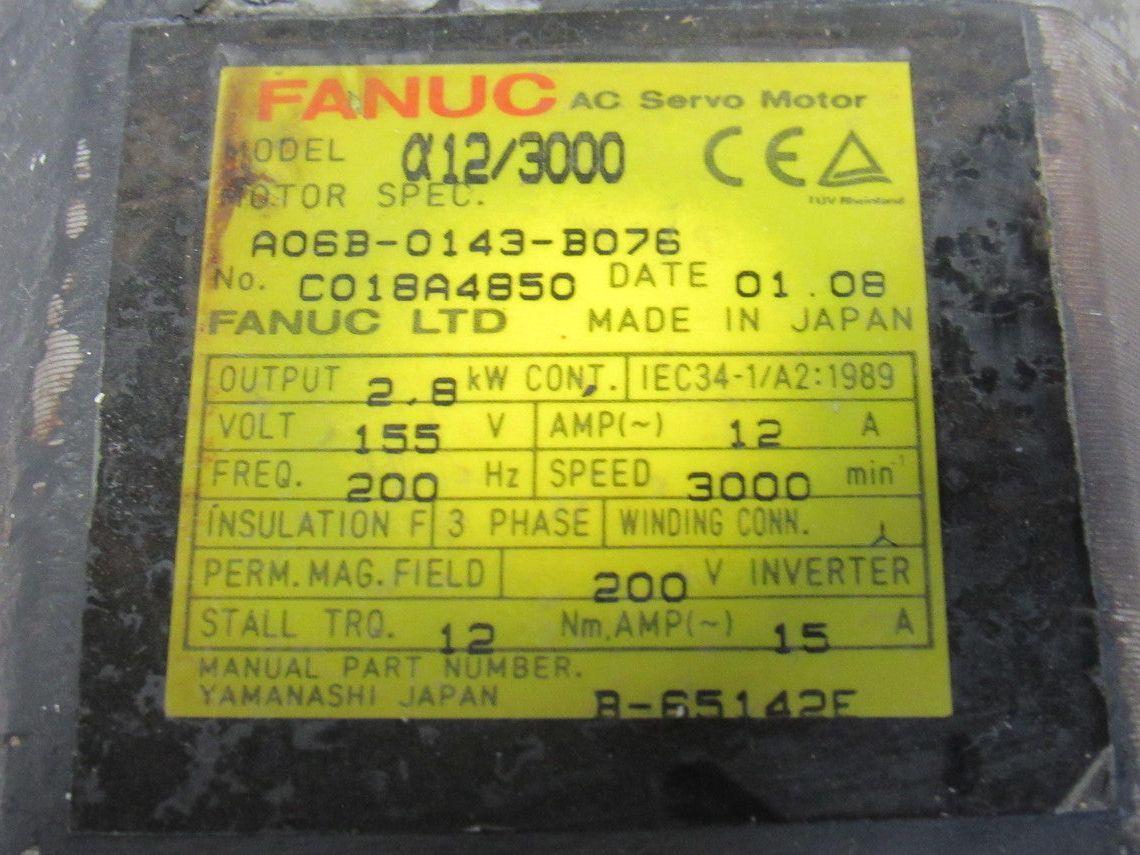 FANUC AC Servo Motor
MODEL α12/3000 CE
TÜV Rheinland
MOTOR SPEC.
A06B-0143-B076
No. C018A4850 DATE 01.08
FANUC LTD MADE IN JAPAN
OUTPUT 2.8 kW CONT. IEC34-1/A2:1989
VOLT 155 V AMP(~) 12 A
FREQ. 200 Hz SPEED 3000 min⁻¹
INSULATION F 3 PHASE WINDING CONN.
PERM.MAG.FIELD 200 V INVERTER
STALL TRQ. 12 Nm.AMP(~) 15 A
MANUAL PART NUMBER.
YAMANASHI JAPAN B-65142E